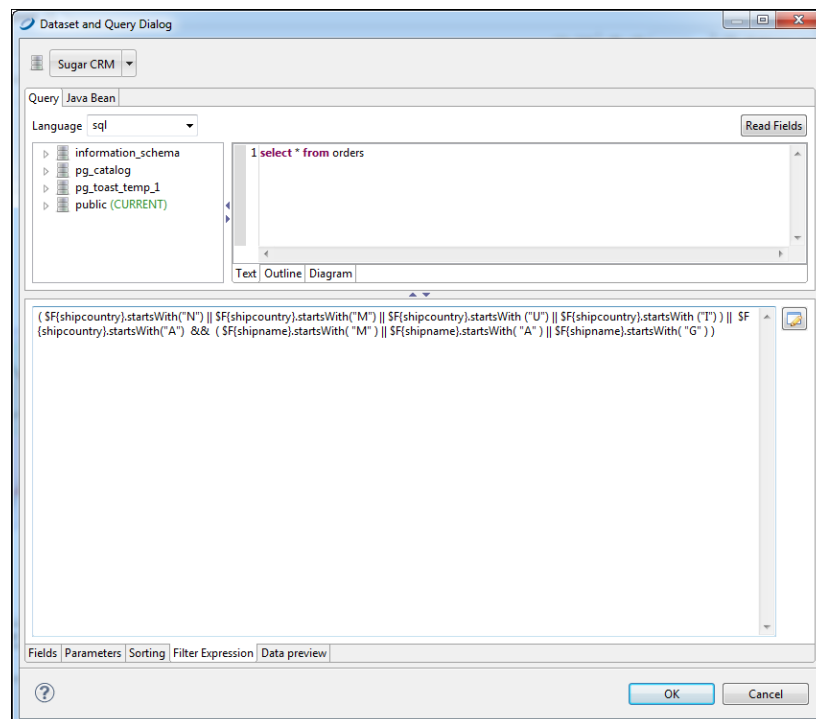 Dataset and Query Dialog
Sugar CRM
Query Java Bean
Language sql Read Fields
information_schema
pg_catalog
pg_toast_temp_1
public (CURRENT)
1 select * from orders
Text Outline Diagram
( $F{shipcountry}.startsWith("N") || $F{shipcountry}.startsWith("M") || $F{shipcountry}.startsWith ("U") || $F{shipcountry}.startsWith ("I") ) || $F
{shipcountry}.startsWith("A") && ( $F{shipname}.startsWith( "M" ) || $F{shipname}.startsWith( "A" ) || $F{shipname}.startsWith( "G" ) )
Fields Parameters Sorting Filter Expression Data preview
? OK Cancel